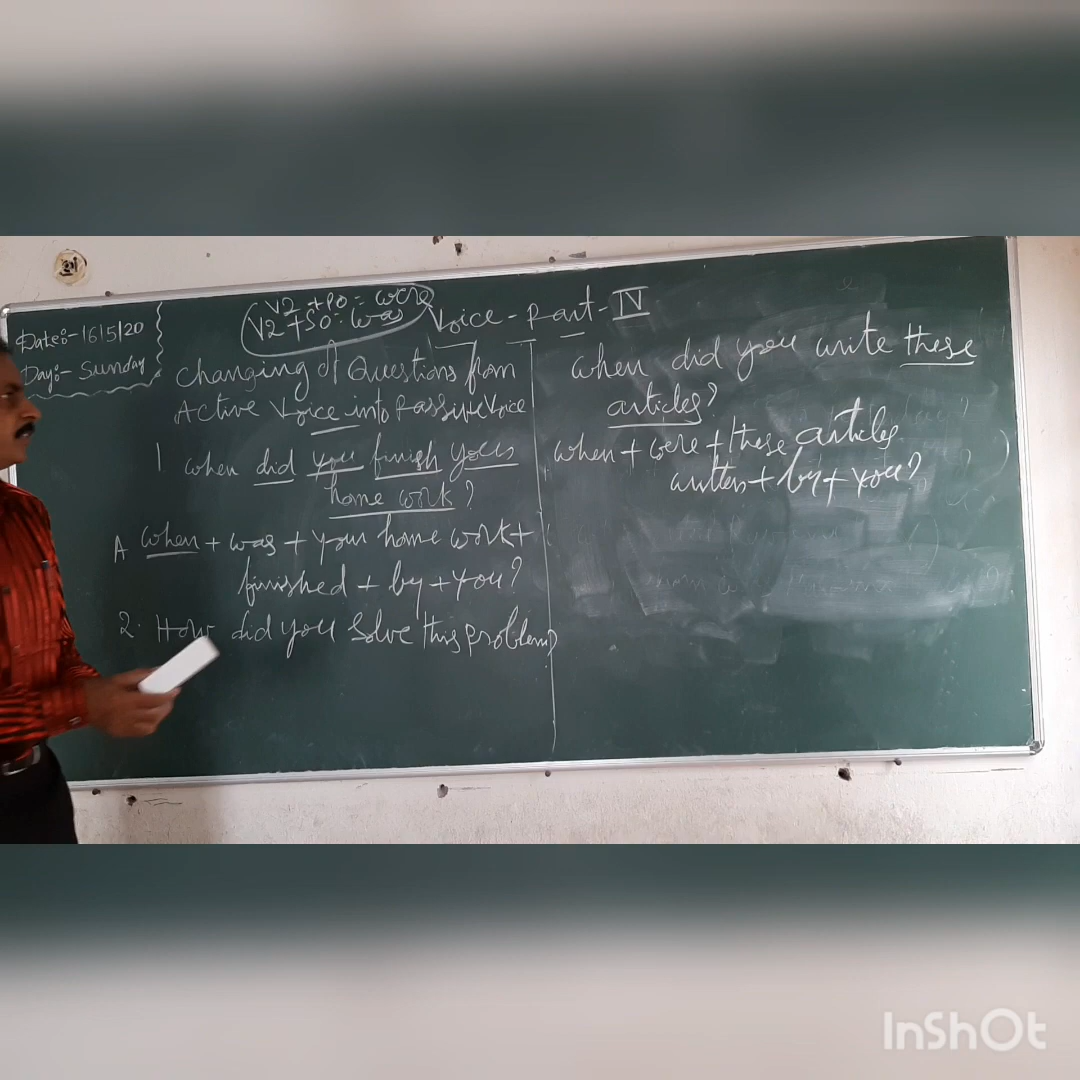 Date:- 16/5/20
Day:- Sunday
V2 + PO = were
V2 + SO = was
Voice - Part - IV
Changing of Questions from
Active Voice into Passive Voice
1 when did you finish your
home work?
A when + was + your home work +
finished + by + you?
2. How did you solve this problem?
when did you write these
articles?
when + were + these articles
written + by + you?
InShOt